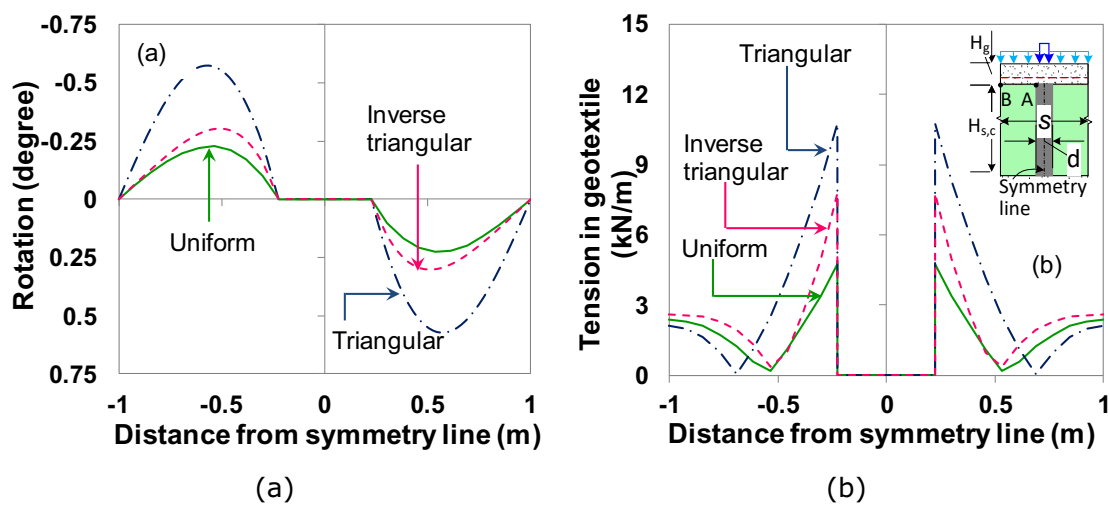 -0.75
-0.5
-0.25
0
0.25
0.5
0.75
Rotation (degree)
(a)
Inverse
triangular
Uniform
Triangular
-1
-0.5
0
0.5
1
Distance from symmetry line (m)
(a)
15
12
9
6
3
0
Tension in geotextile
(kN/m)
Triangular
Inverse
triangular
Uniform
Hg
B A
S
Hs,c
d
Symmetry
line
(b)
-1
-0.5
0
0.5
1
Distance from symmetry line (m)
(b)